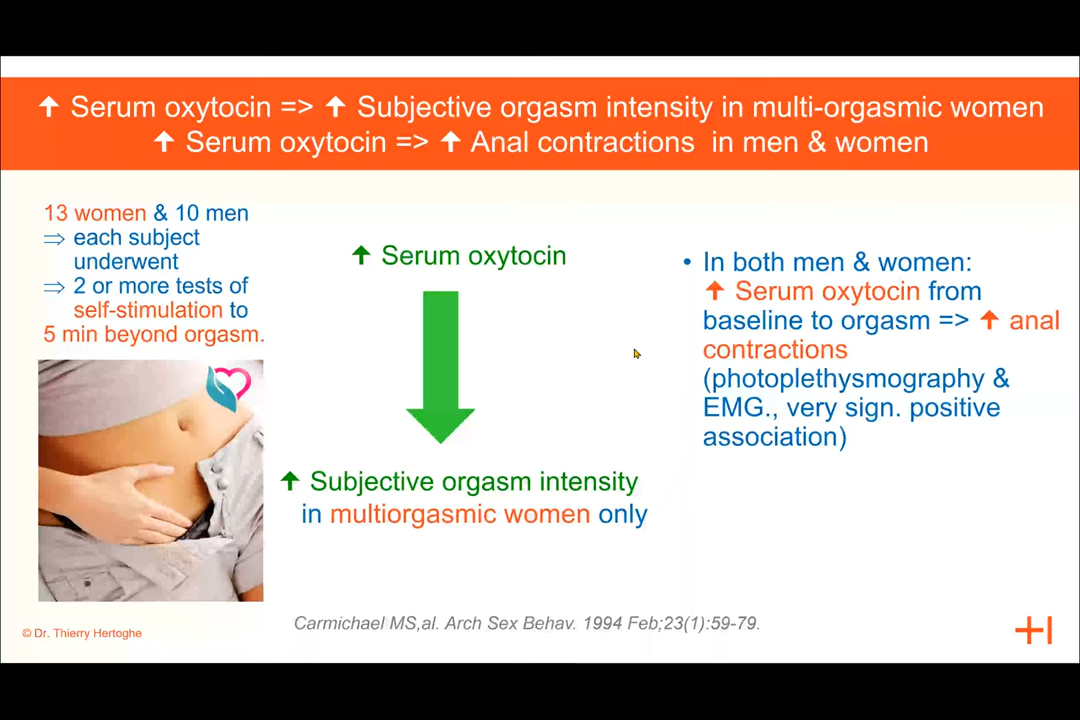 ↑ Serum oxytocin => ↑ Subjective orgasm intensity in multi-orgasmic women
↑ Serum oxytocin => ↑ Anal contractions in men & women
13 women & 10 men
⇒ each subject
underwent
⇒ 2 or more tests of
self-stimulation to
5 min beyond orgasm.
↑ Serum oxytocin
↑ Subjective orgasm intensity
in multiorgasmic women only
• In both men & women:
↑ Serum oxytocin from
baseline to orgasm => ↑ anal
contractions
(photoplethysmography &
EMG., very sign. positive
association)
Carmichael MS,al. Arch Sex Behav. 1994 Feb;23(1):59-79.
© Dr. Thierry Hertoghe